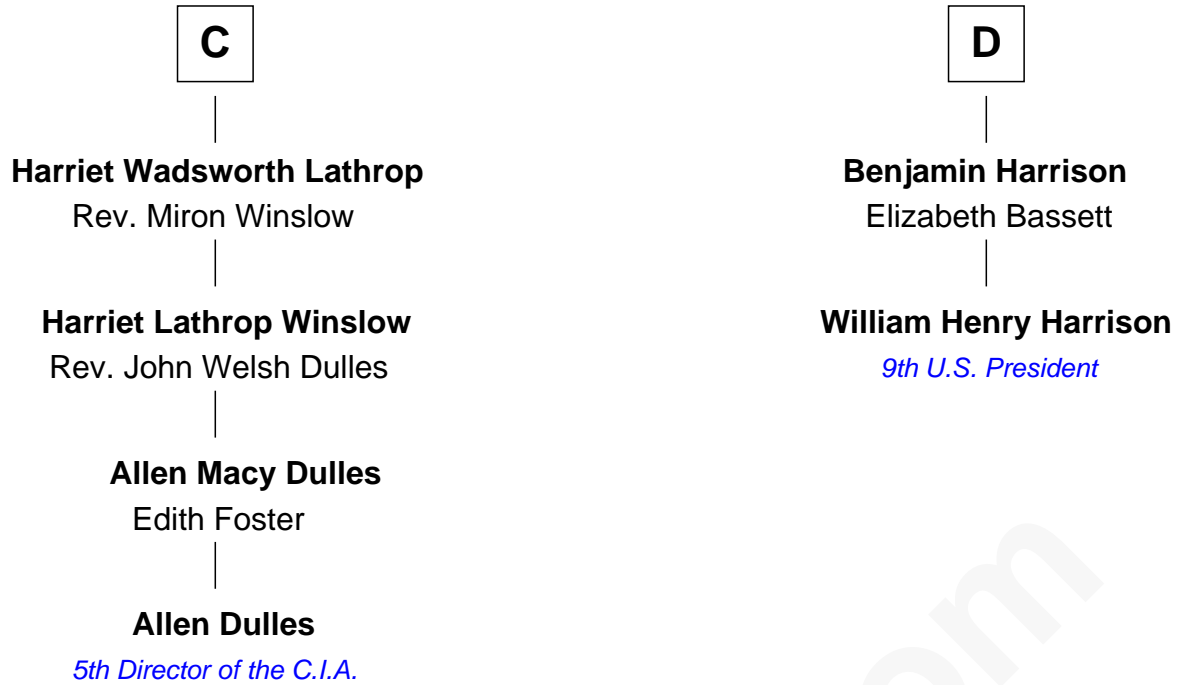 C
Harriet Wadsworth Lathrop
Rev. Miron Winslow
Harriet Lathrop Winslow
Rev. John Welsh Dulles
Allen Macy Dulles
Edith Foster
Allen Dulles
5th Director of the C.I.A.
D
Benjamin Harrison
Elizabeth Bassett
William Henry Harrison
9th U.S. President
om